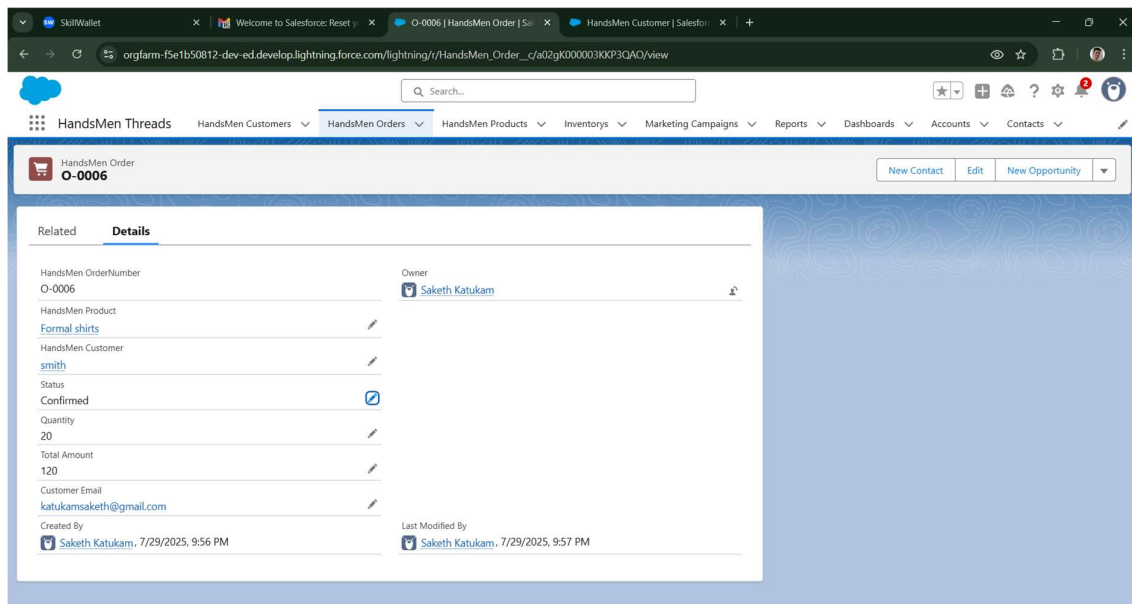 SkillWallet
Welcome to Salesforce: Reset y
O-0006 | HandsMen Order | Sal
HandsMen Customer | Salesfor
orgfarm-f5e1b50812-dev-ed.develop.lightning.force.com/lightning/r/HandsMen_Order__c/a02gK000003KKP3QAO/view
Search...
2
HandsMen Threads
HandsMen Customers
HandsMen Orders
HandsMen Products
Inventorys
Marketing Campaigns
Reports
Dashboards
Accounts
Contacts
HandsMen Order
O-0006
New Contact
Edit
New Opportunity
Related
Details
HandsMen OrderNumber
O-0006
Owner
Saketh Katukam
HandsMen Product
Formal shirts
HandsMen Customer
smith
Status
Confirmed
Quantity
20
Total Amount
120
Customer Email
katukamsaketh@gmail.com
Created By
Saketh Katukam, 7/29/2025, 9:56 PM
Last Modified By
Saketh Katukam, 7/29/2025, 9:57 PM